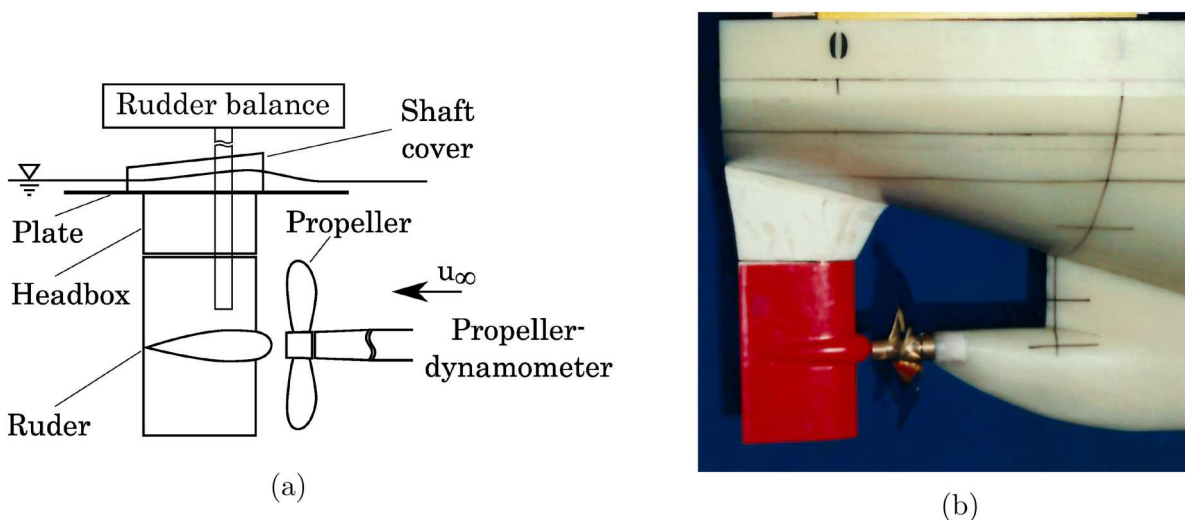 Rudder balance
Shaft
cover
Plate
Propeller
Headbox
u∞
Propeller-
dynamometer
Ruder
(a)
0
(b)